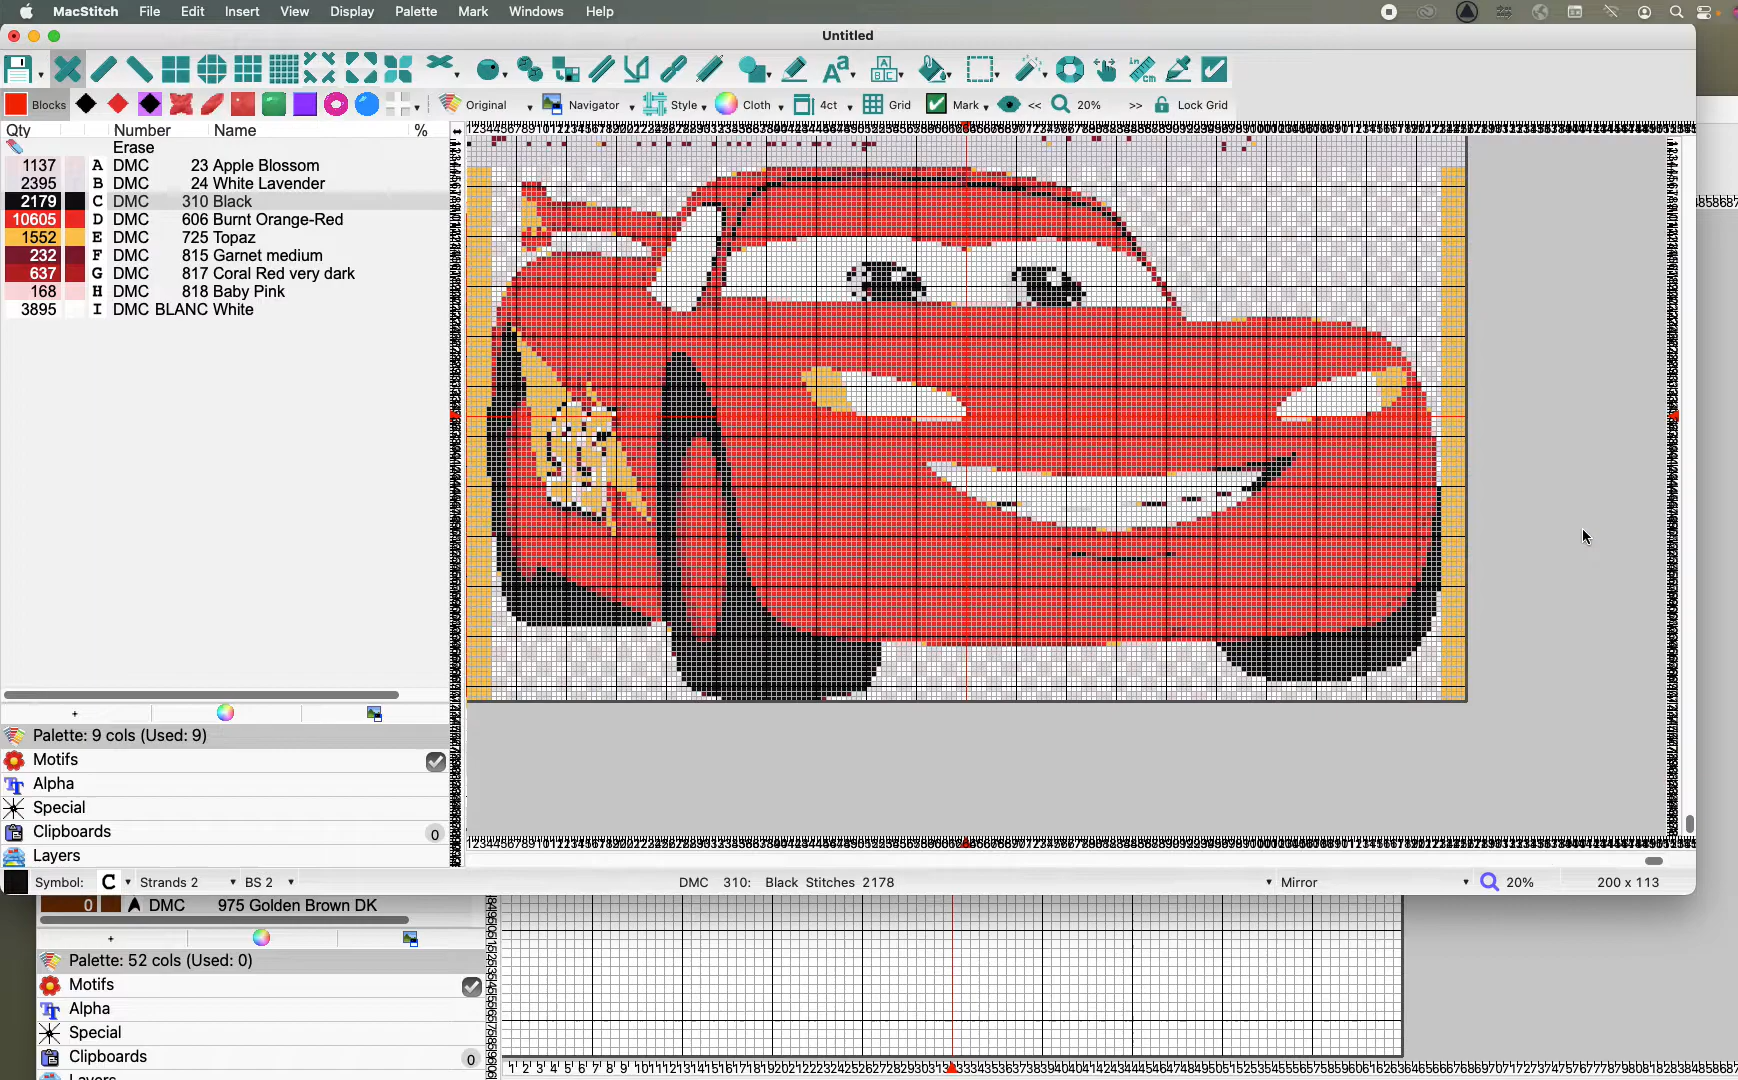 MacStitch File Edit Insert View Display Palette Mark Windows Help
Untitled
Blocks Original Navigator Style Cloth 4ct Grid Mark << 20% >> Lock Grid
Qty Number Name %
Erase
1137 A DMC 23 Apple Blossom
2395 B DMC 24 White Lavender
2179 C DMC 310 Black
10605 D DMC 606 Burnt Orange-Red
1552 E DMC 725 Topaz
232 F DMC 815 Garnet medium
637 G DMC 817 Coral Red very dark
168 H DMC 818 Baby Pink
3895 I DMC BLANC White
+
Palette: 9 cols (Used: 9)
Motifs
Alpha
Special
Clipboards 0
Layers
Symbol: C Strands 2 BS 2 DMC 310: Black Stitches 2178 Mirror 20% 200 x 113
0 DMC 975 Golden Brown DK
+
Palette: 52 cols (Used: 0)
Motifs
Alpha
Special
Clipboards 0
Layers